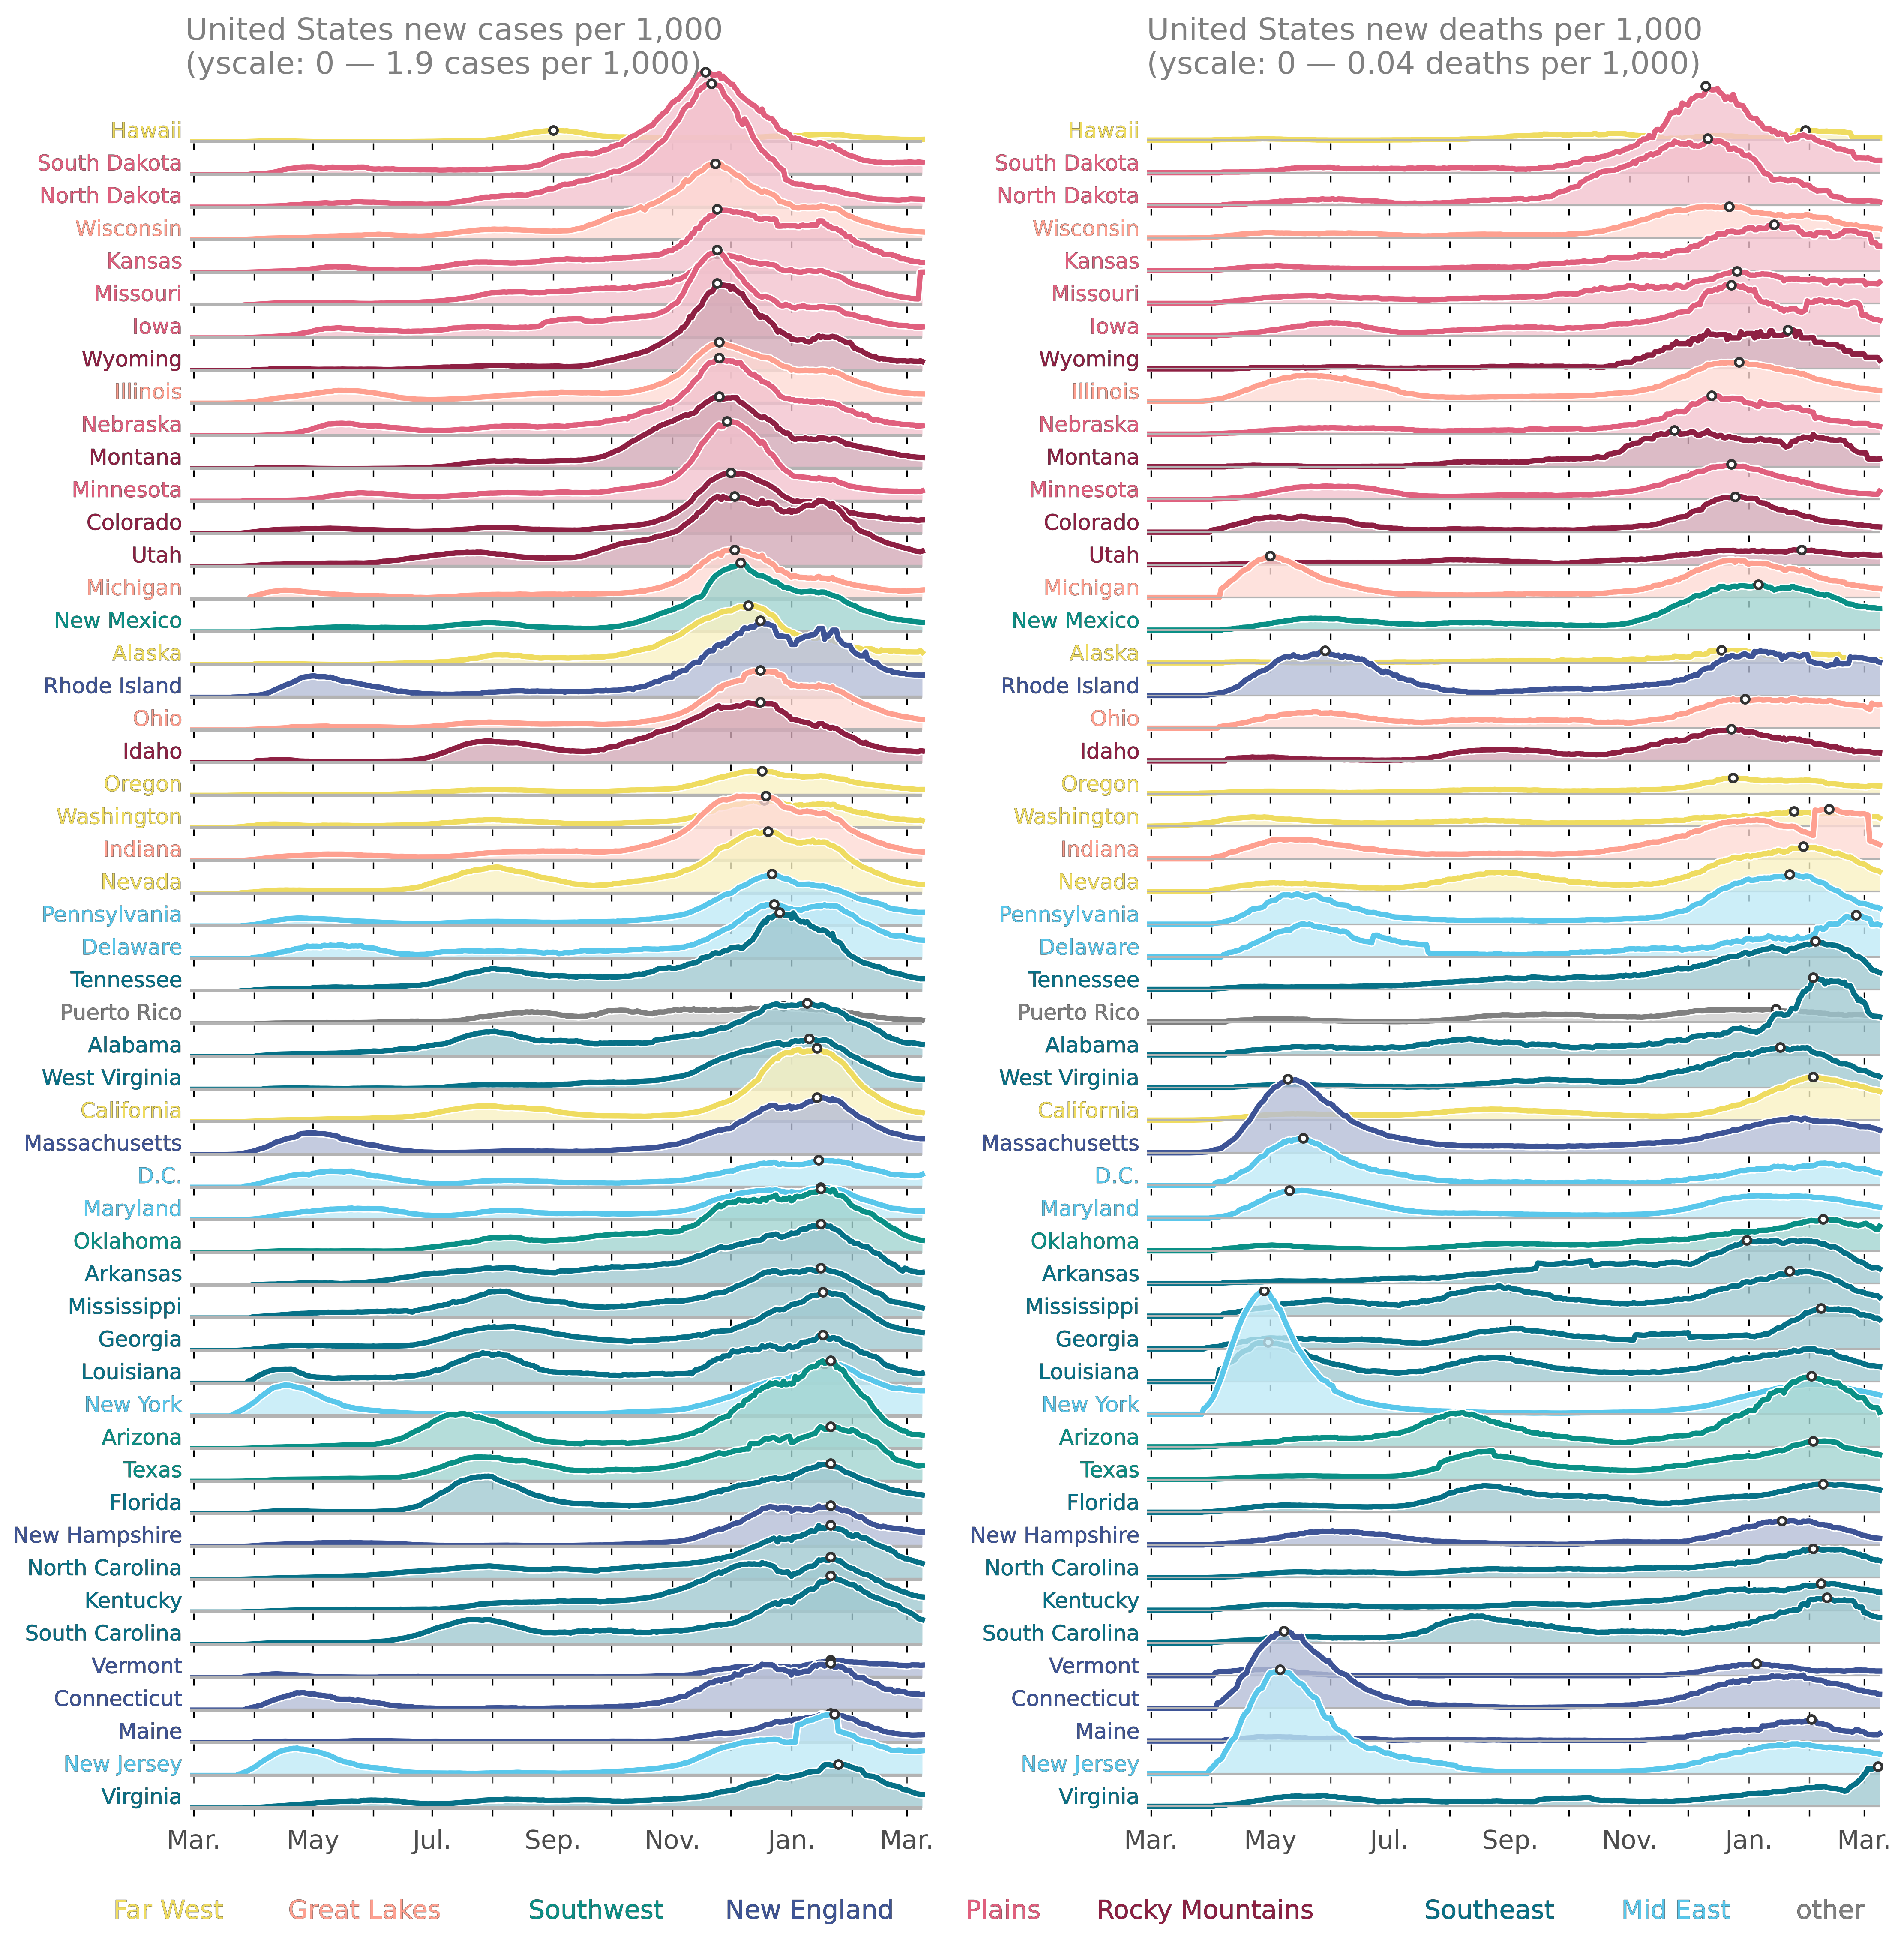 United States new cases per 1,000
(yscale: 0 — 1.9 cases per 1,000)
Hawaii
South Dakota
North Dakota
Wisconsin
Kansas
Missouri
Iowa
Wyoming
Illinois
Nebraska
Montana
Minnesota
Colorado
Utah
Michigan
New Mexico
Alaska
Rhode Island
Ohio
Idaho
Oregon
Washington
Indiana
Nevada
Pennsylvania
Delaware
Tennessee
Puerto Rico
Alabama
West Virginia
California
Massachusetts
D.C.
Maryland
Oklahoma
Arkansas
Mississippi
Georgia
Louisiana
New York
Arizona
Texas
Florida
New Hampshire
North Carolina
Kentucky
South Carolina
Vermont
Connecticut
Maine
New Jersey
Virginia
Mar. May Jul. Sep. Nov. Jan. Mar.
United States new deaths per 1,000
(yscale: 0 — 0.04 deaths per 1,000)
Hawaii
South Dakota
North Dakota
Wisconsin
Kansas
Missouri
Iowa
Wyoming
Illinois
Nebraska
Montana
Minnesota
Colorado
Utah
Michigan
New Mexico
Alaska
Rhode Island
Ohio
Idaho
Oregon
Washington
Indiana
Nevada
Pennsylvania
Delaware
Tennessee
Puerto Rico
Alabama
West Virginia
California
Massachusetts
D.C.
Maryland
Oklahoma
Arkansas
Mississippi
Georgia
Louisiana
New York
Arizona
Texas
Florida
New Hampshire
North Carolina
Kentucky
South Carolina
Vermont
Connecticut
Maine
New Jersey
Virginia
Mar. May Jul. Sep. Nov. Jan. Mar.
Far West Great Lakes Southwest New England Plains Rocky Mountains Southeast Mid East other